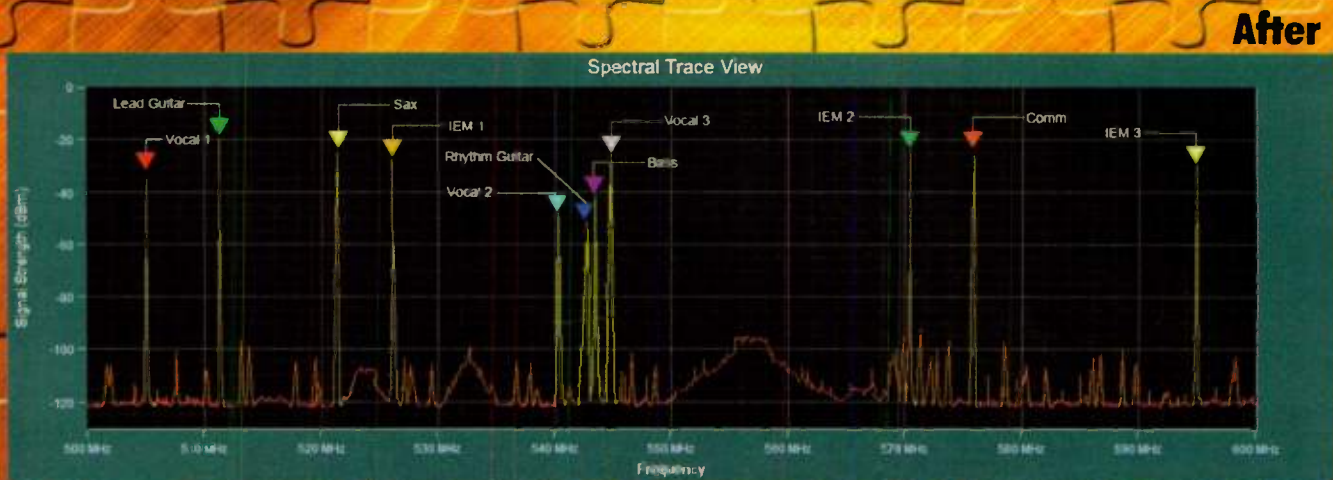 After
Spectral Trace View
Lead Guitar
Vocal 1
Sax
IEM 1
Rhythm Guitar
Vocal 2
Vocal 3
Bass
IEM 2
Comm
IEM 3
Signal Strength (dBm)
0
-20
-40
-60
-80
-100
-120
500 MHz 510 MHz 520 MHz 530 MHz 540 MHz 550 MHz 560 MHz 570 MHz 580 MHz 590 MHz 600 MHz
Frequency